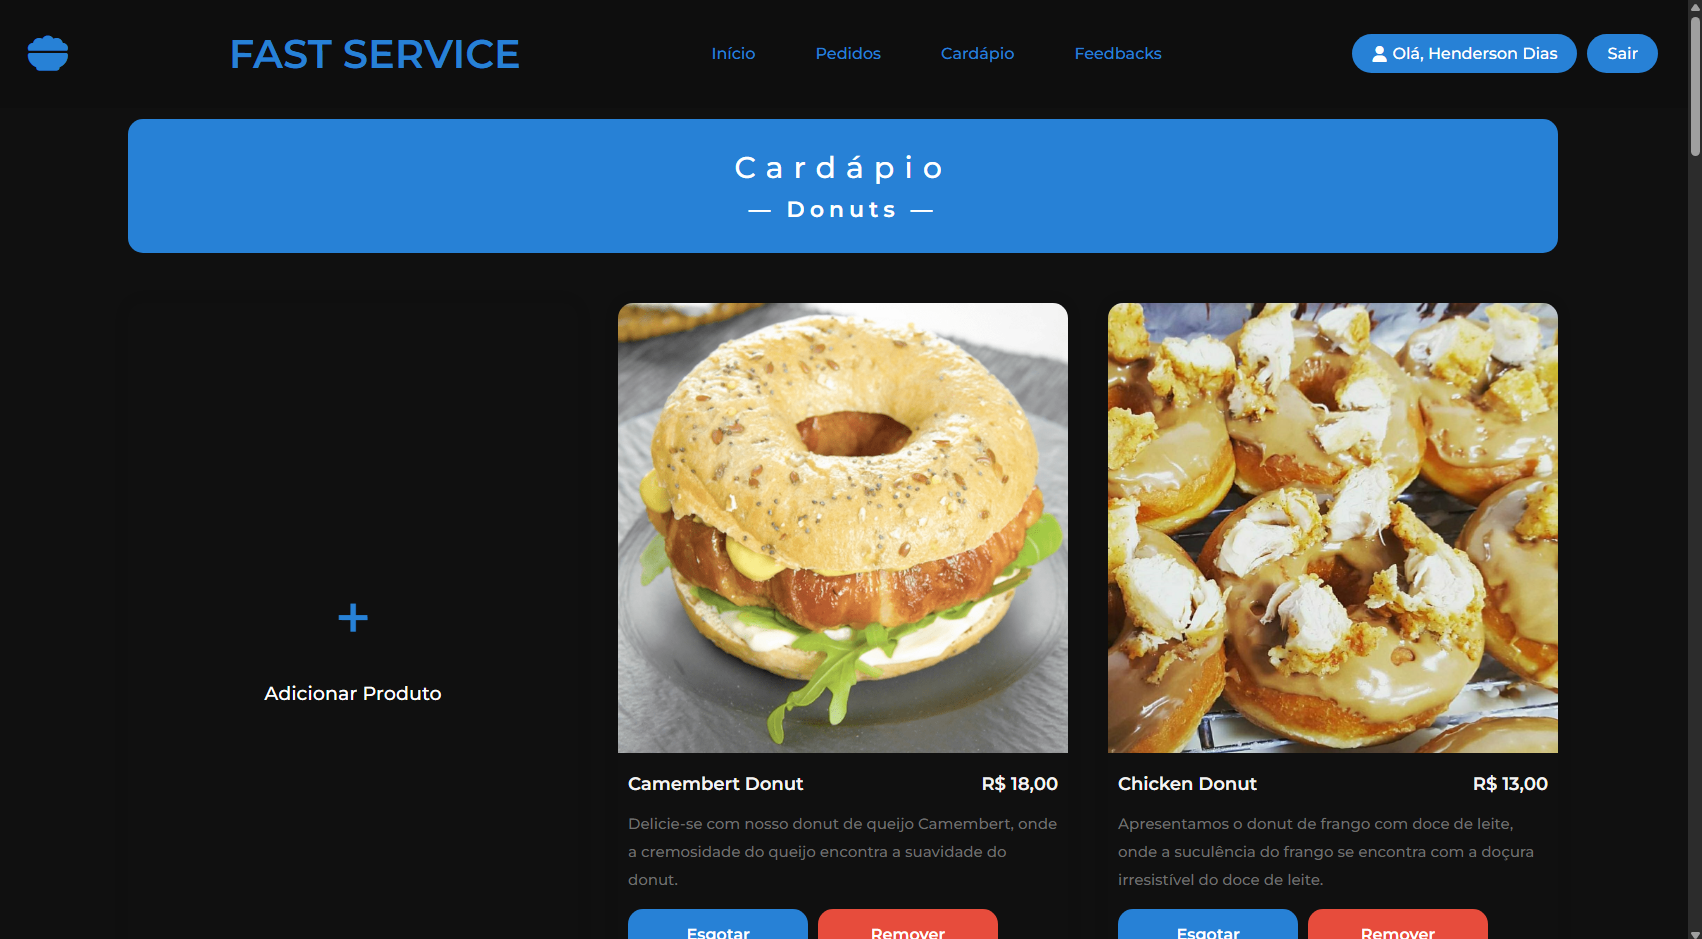 FAST SERVICE
Início
Pedidos
Cardápio
Feedbacks
Olá, Henderson Dias
Sair
Cardápio
— Donuts —
Adicionar Produto
Camembert Donut
R$ 18,00
Delicie-se com nosso donut de queijo Camembert, onde
a cremosidade do queijo encontra a suavidade do
donut.
Esgotar
Remover
Chicken Donut
R$ 13,00
Apresentamos o donut de frango com doce de leite,
onde a suculência do frango se encontra com a doçura
irresistível do doce de leite.
Esgotar
Remover